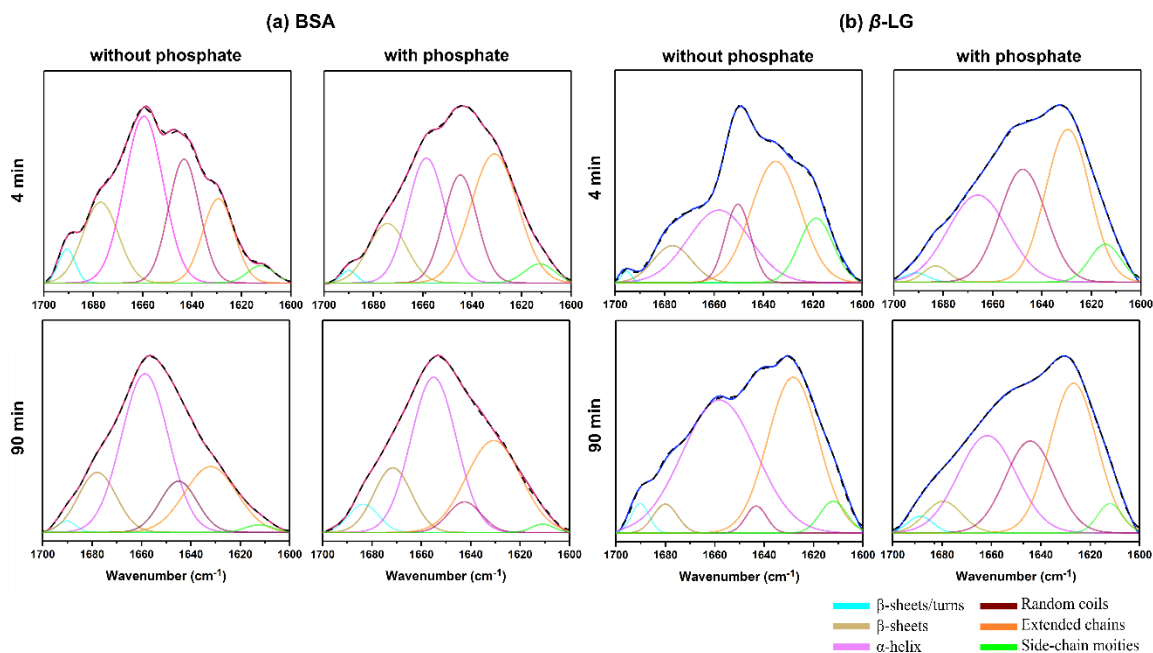 (a) BSA
(b) β-LG
without phosphate
with phosphate
without phosphate
with phosphate
4 min
4 min
1700 1680 1660 1640 1620 1600
1700 1680 1660 1640 1620 1600
1700 1680 1660 1640 1620 1600
1700 1680 1660 1640 1620 1600
90 min
90 min
1700 1680 1660 1640 1620 1600
1700 1680 1660 1640 1620 1600
1700 1680 1660 1640 1620 1600
1700 1680 1660 1640 1620 1600
Wavenumber (cm⁻¹)
Wavenumber (cm⁻¹)
Wavenumber (cm⁻¹)
Wavenumber (cm⁻¹)
β-sheets/turns
β-sheets
α-helix
Random coils
Extended chains
Side-chain moities